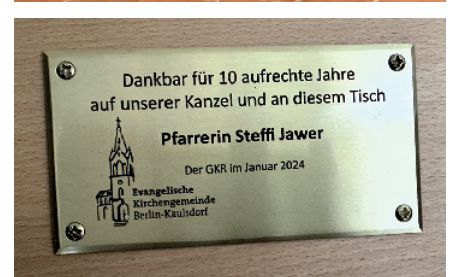 Dankbar für 10 aufrechte Jahre
auf unserer Kanzel und an diesem Tisch
Pfarrerin Steffi Jawer
Der GKR im Januar 2024
Evangelische
Kirchengemeinde
Berlin-Kaulsdorf